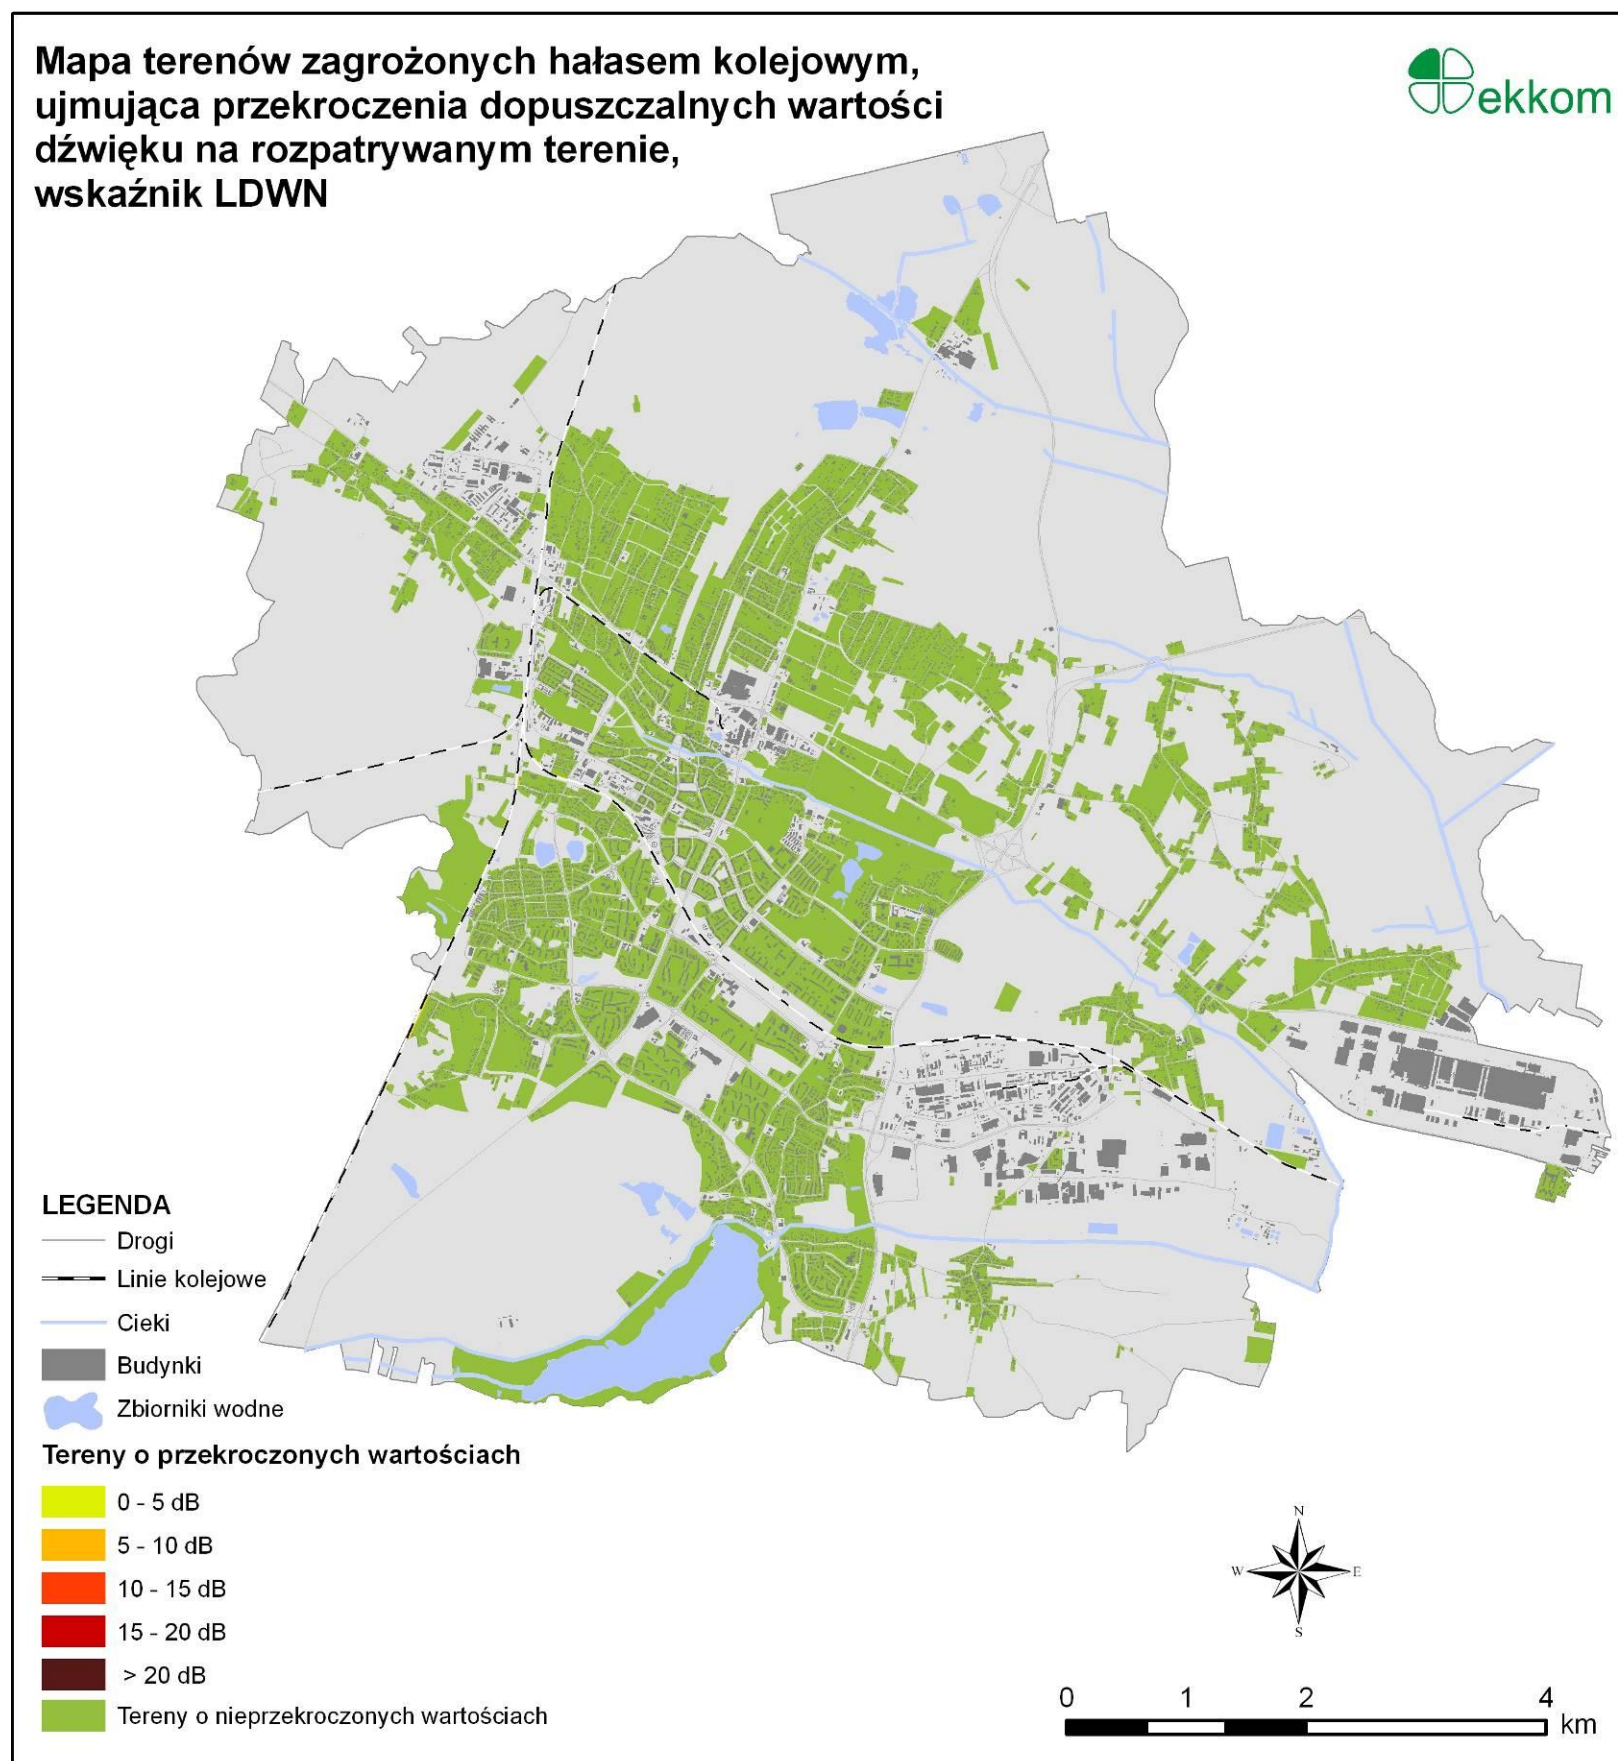 Mapa terenów zagrożonych hałasem kolejowym,
ujmująca przekroczenia dopuszczalnych wartości
dźwięku na rozpatrywanym terenie,
wskaźnik LDWN
ekkom
LEGENDA
Drogi
Linie kolejowe
Cieki
Budynki
Zbiorniki wodne
Tereny o przekroczonych wartościach
0 - 5 dB
5 - 10 dB
10 - 15 dB
15 - 20 dB
> 20 dB
Tereny o nieprzekroczonych wartościach
N
W E
S
0 1 2 4
km